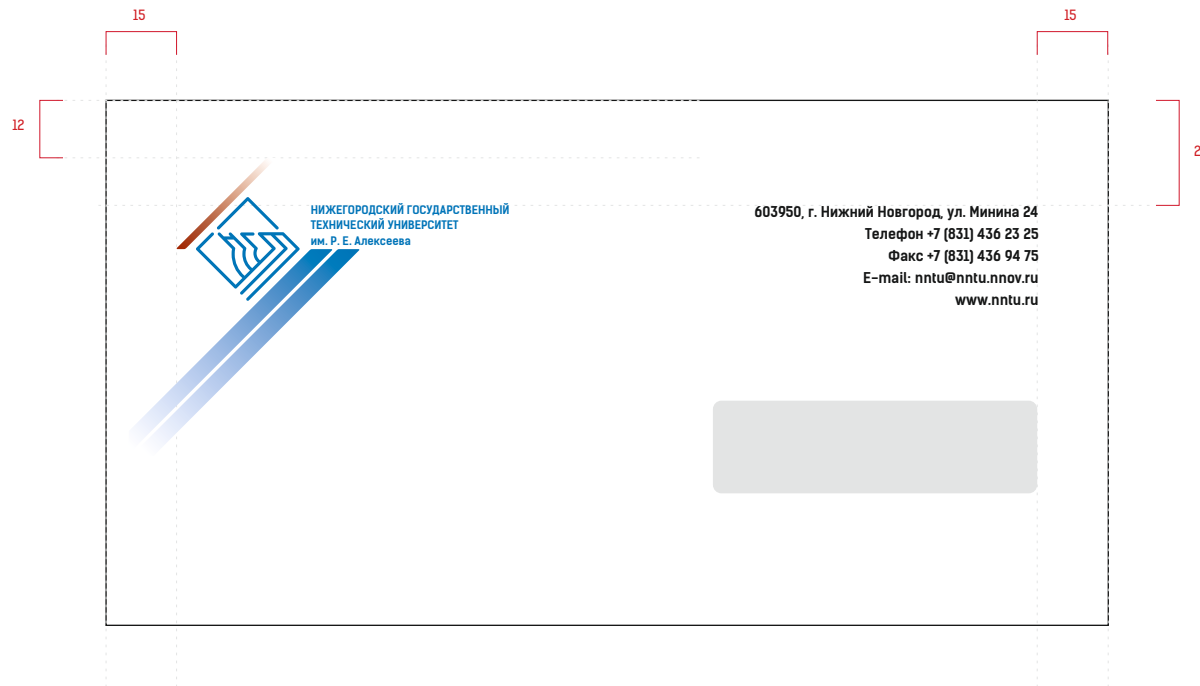 15
15
12
2
НИЖЕГОРОДСКИЙ ГОСУДАРСТВЕННЫЙ
ТЕХНИЧЕСКИЙ УНИВЕРСИТЕТ
им. Р. Е. Алексеева
603950, г. Нижний Новгород, ул. Минина 24
Телефон +7 (831) 436 23 25
Факс +7 (831) 436 94 75
E-mail: nntu@nntu.nnov.ru
www.nntu.ru